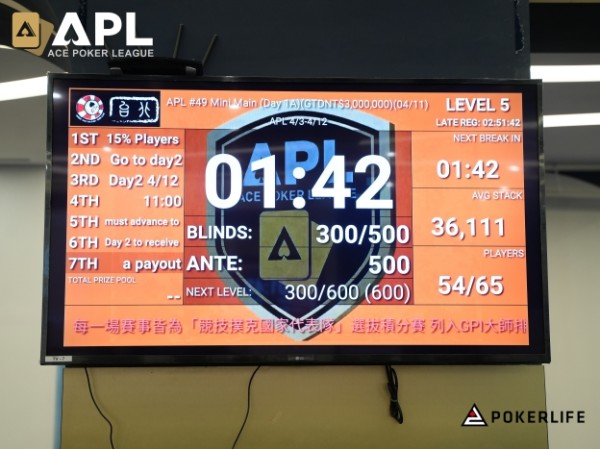 APL
ACE POKER LEAGUE
APL #49 Mini Main (Day 1A)(GTDNT$3,000,000)(04/11)
LEVEL 5
APL 4/3-4/12
LATE REG: 02:51:42
1ST 15% Players
2ND Go to day2
3RD Day2 4/12
4TH 11:00
5TH must advance to
6TH Day 2 to receive
7TH a payout
TOTAL PRIZE POOL
--
01:42
APL
ACE POKER LEAGUE
BLINDS: 300/500
ANTE: 500
NEXT LEVEL: 300/600 (600)
NEXT BREAK IN
01:42
AVG STACK
36,111
PLAYERS
54/65
每一場賽事皆為「競技撲克國家代表隊」選拔積分賽 列入GPI大師排
POKERLIFE